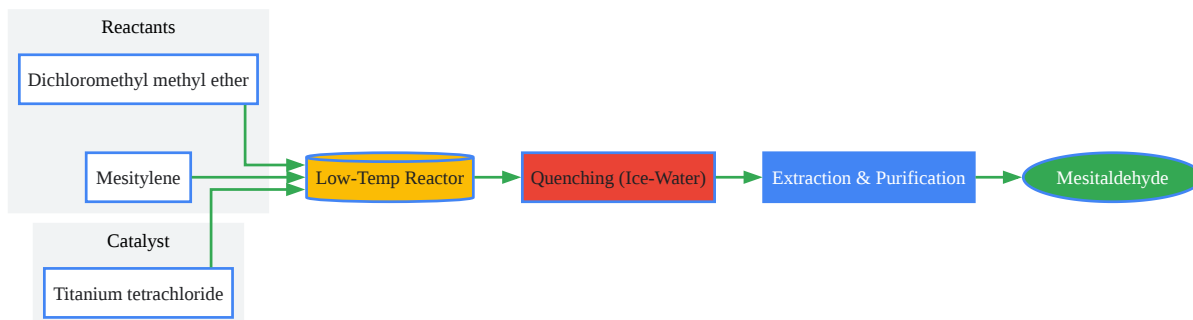 Reactants
Dichloromethyl methyl ether
Mesitylene
Low-Temp Reactor
Quenching (Ice-Water)
Extraction & Purification
Mesitaldehyde
Catalyst
Titanium tetrachloride